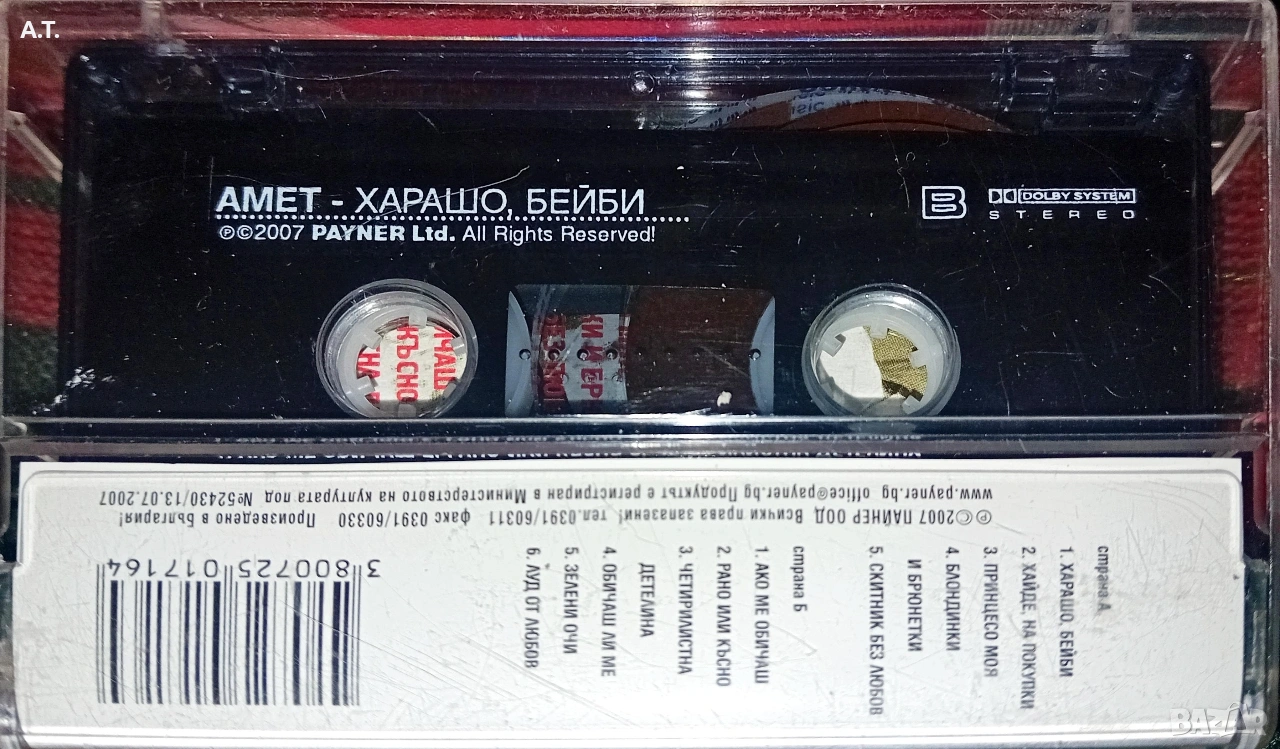 A.T.
АМЕТ - ХАРАШО, БЕЙБИ
℗©2007 PAYNER Ltd. All Rights Reserved!
B DOLBY SYSTEM
STEREO
КЪСНО
страна А
1. ХАРАШО, БЕЙБИ
2. ХАЙДЕ, НА ПОКУПКИ
3. ПРИНЦЕСО МОЯ
4. БЛОНДИНКИ
И БРЮНЕТКИ
5. СКИТНИК БЕЗ ЛЮБОВ
страна Б
1. АКО МЕ ОБИЧАШ
2. РАНО ИЛИ КЪСНО
3. ЧЕТИРИЛИСТНА
ДЕТЕЛИНА
4. ОБИЧАШ ЛИ МЕ
5. ЗЕЛЕНИ ОЧИ
6. ЛУД ОТ ЛЮБОВ
3 800725 017164
℗©2007 ПАЙНЕР ООД Всички права запазени! тел.0391/60311 факс 0391/60330 Произведено в България!
www.payner.bg office@payner.bg Продуктът е регистриран в Министерството на културата под №52430/13.07.2007
BAZAR